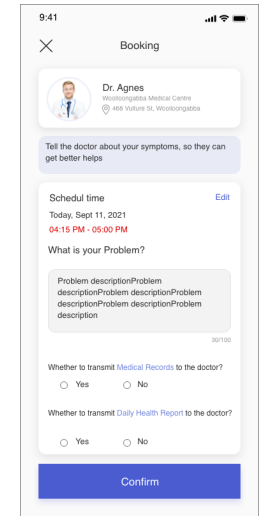 9:41
Booking
Dr. Agnes
Woolloongabba Medical Centre
468 Vulture St, Woolloongabba
Tell the doctor about your symptoms, so they can
get better helps
Schedul time
Edit
Today, Sept 11, 2021
04:15 PM - 05:00 PM
What is your Problem?
Problem descriptionProblem
descriptionProblem descriptionProblem
descriptionProblem descriptionProblem
description
30/100
Whether to transmit Medical Records to the doctor?
Yes
No
Whether to transmit Daily Health Report to the doctor?
Yes
No
Confirm